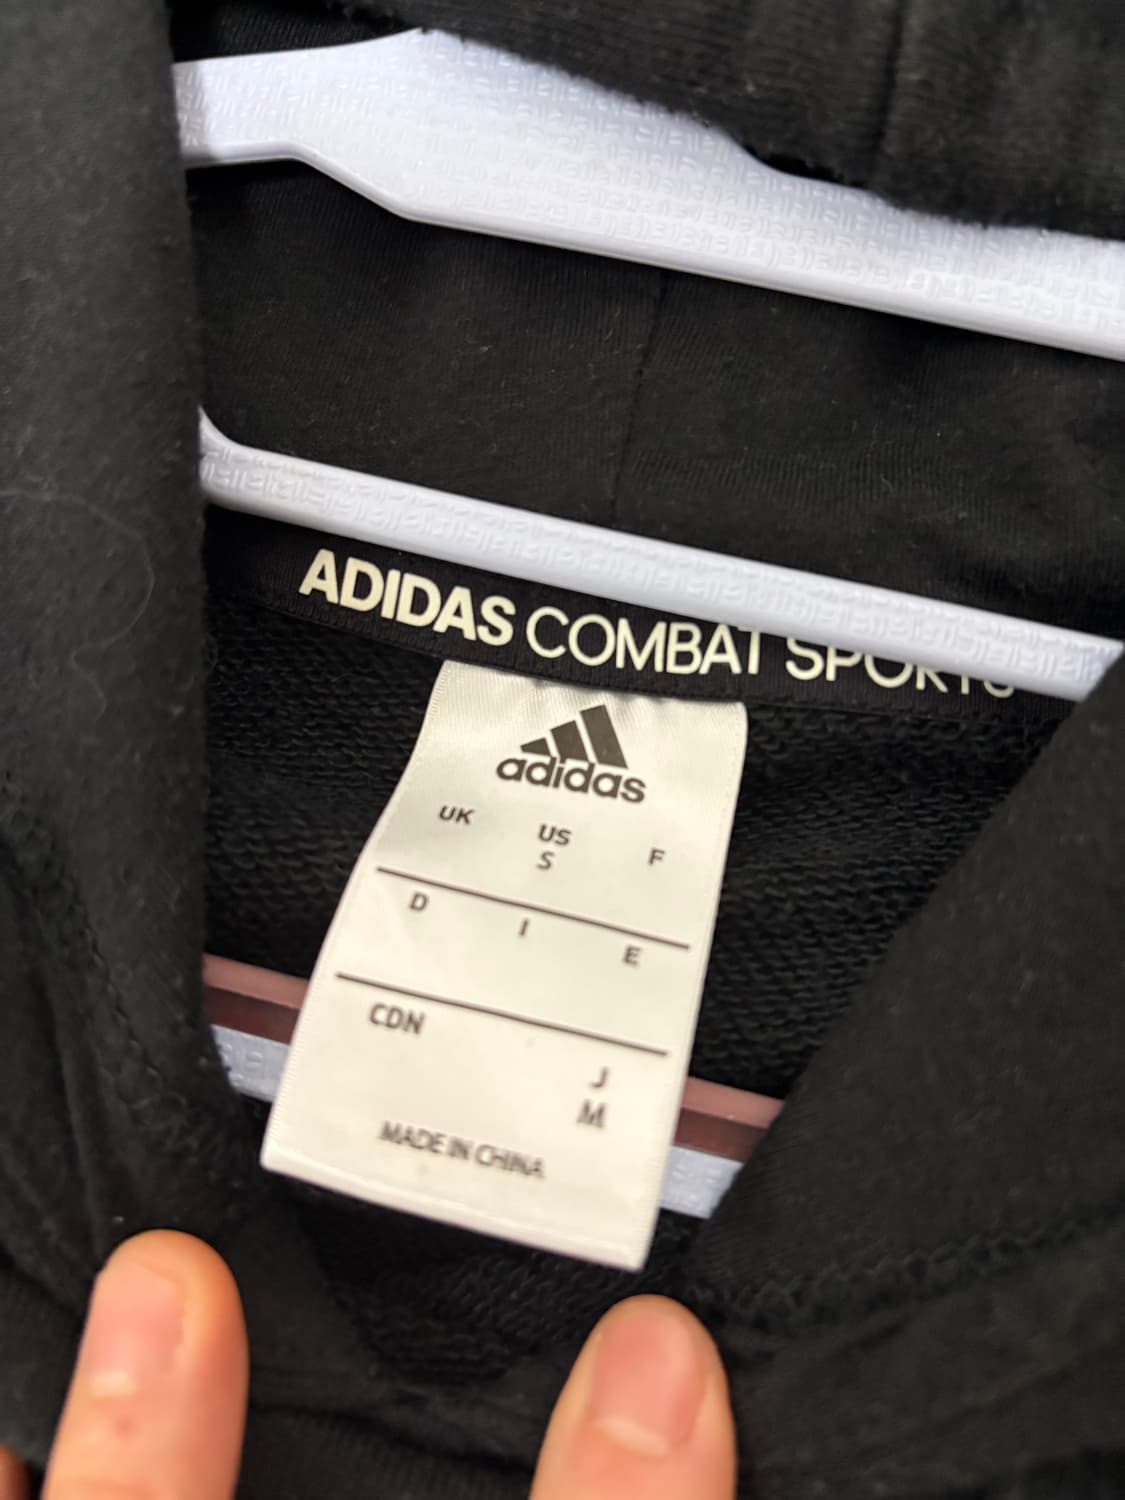 ADIDAS COMBAT SPORTS
adidas
UK US F
S
D I E
CDN J
M
MADE IN CHINA